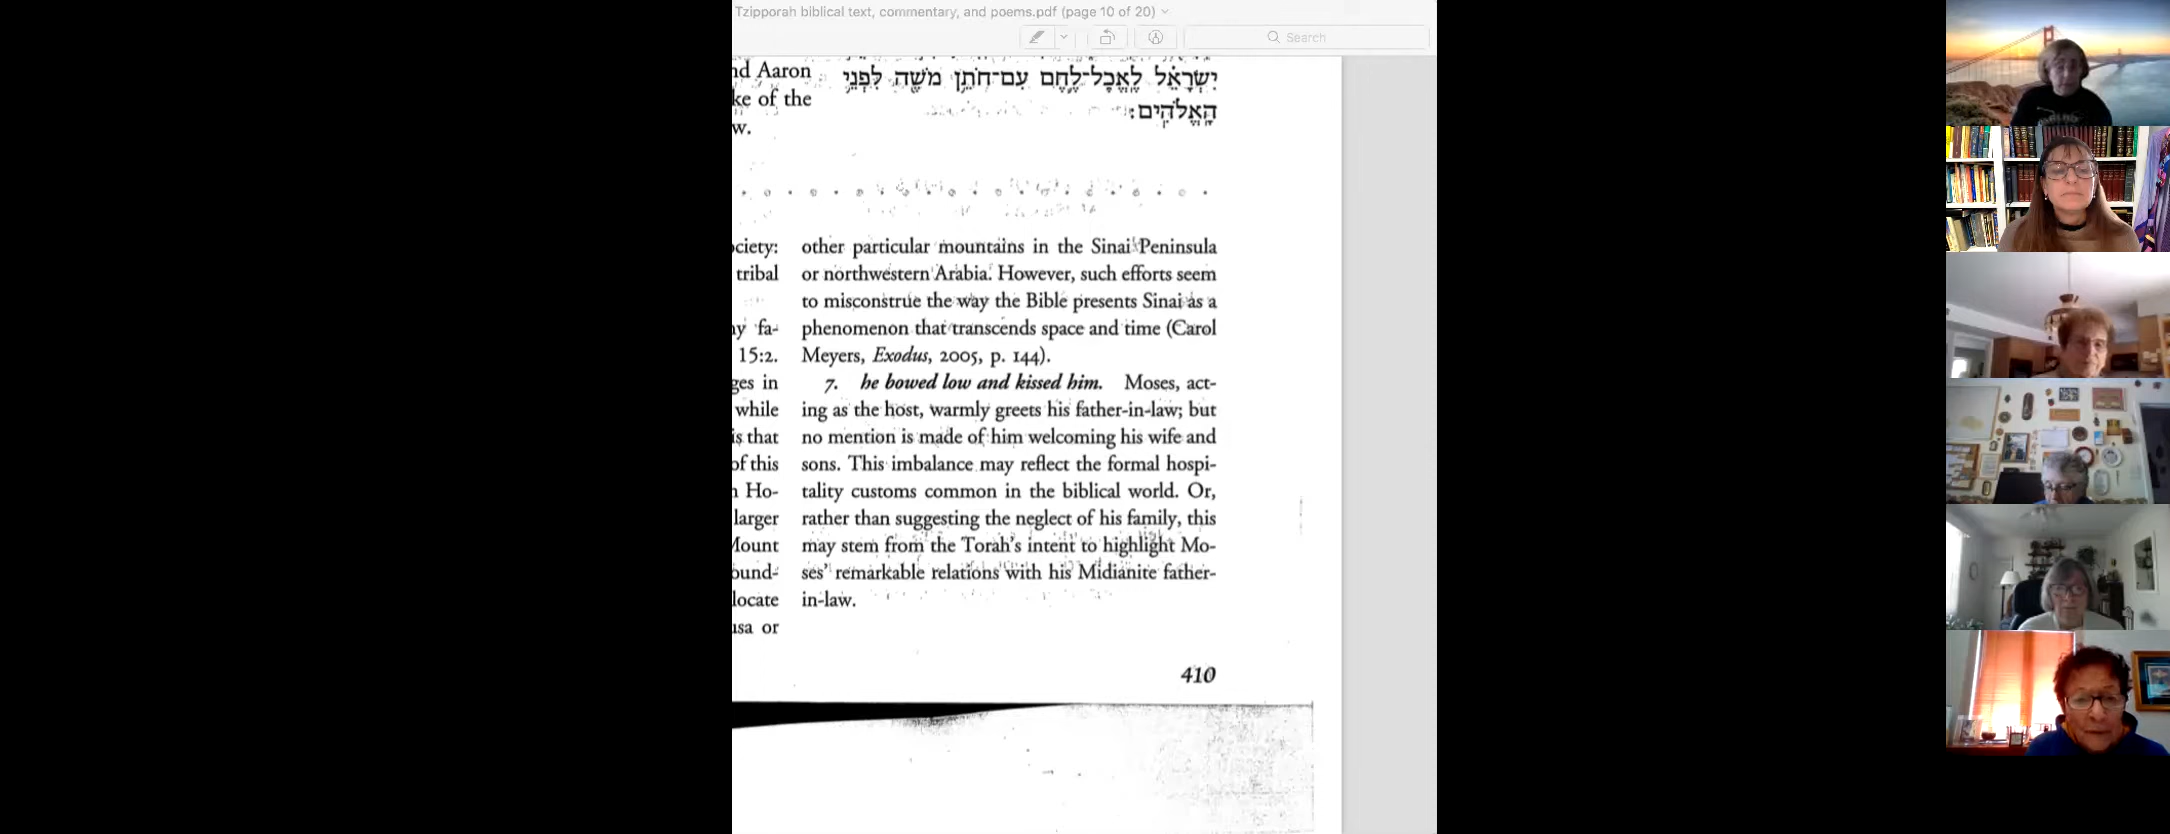 Tzipporah biblical text, commentary, and poems.pdf (page 10 of 20)
Search
nd Aaron
ke of the
w.
יִשְׂרָאֵל לֶאֱכׇל־לֶחֶם עִם־חֹתֵן מֹשֶׁה לִפְנֵי
הָאֱלֹהִים׃
ociety:
tribal
ny fa-
15:2.
ges in
while
is that
of this
n Ho-
larger
Mount
ound-
locate
usa or
other particular mountains in the Sinai Peninsula
or northwestern Arabia. However, such efforts seem
to misconstrue the way the Bible presents Sinai as a
phenomenon that transcends space and time (Carol
Meyers, Exodus, 2005, p. 144).
7. he bowed low and kissed him. Moses, act-
ing as the host, warmly greets his father-in-law; but
no mention is made of him welcoming his wife and
sons. This imbalance may reflect the formal hospi-
tality customs common in the biblical world. Or,
rather than suggesting the neglect of his family, this
may stem from the Torah's intent to highlight Mo-
ses' remarkable relations with his Midianite father-
in-law.
410